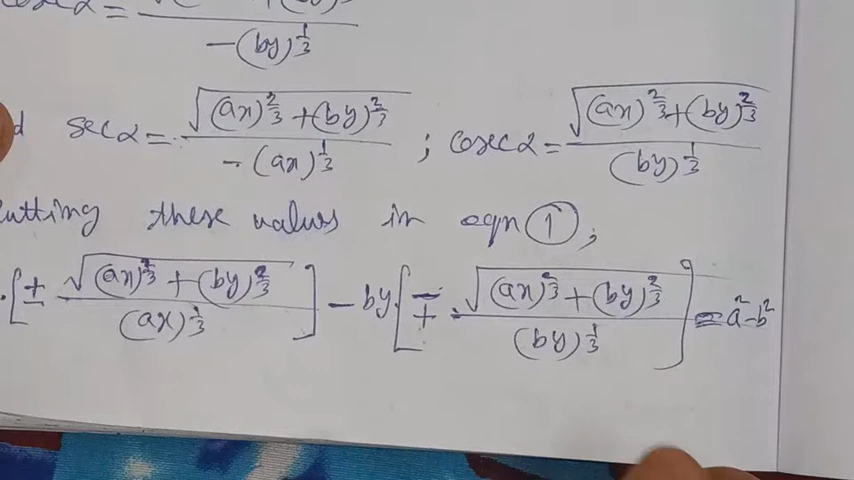 cosec α = / -(by)^{1/3}
sec α = √((ax)^{2/3} + (by)^{2/3}) / -(ax)^{1/3} ; cosec α = √((ax)^{2/3} + (by)^{2/3}) / (by)^{1/3}
these values in eqn ①,
[± √((ax)^{2/3} + (by)^{2/3}) / (ax)^{1/3}] - by[∓ √((ax)^{2/3} + (by)^{2/3}) / (by)^{1/3}] = a² - b²